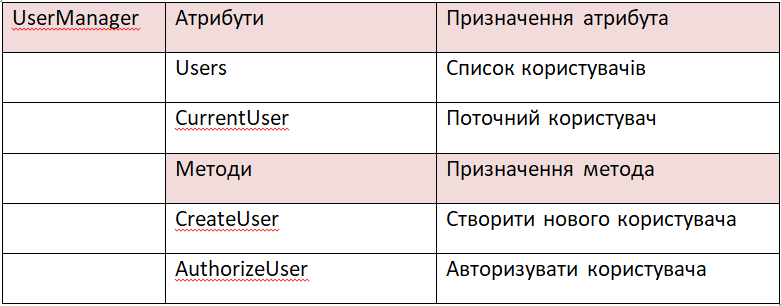 UserManager Атрибути Призначення атрибута
Users Список користувачів
CurrentUser Поточний користувач
Методи Призначення метода
CreateUser Створити нового користувача
AuthorizeUser Авторизувати користувача